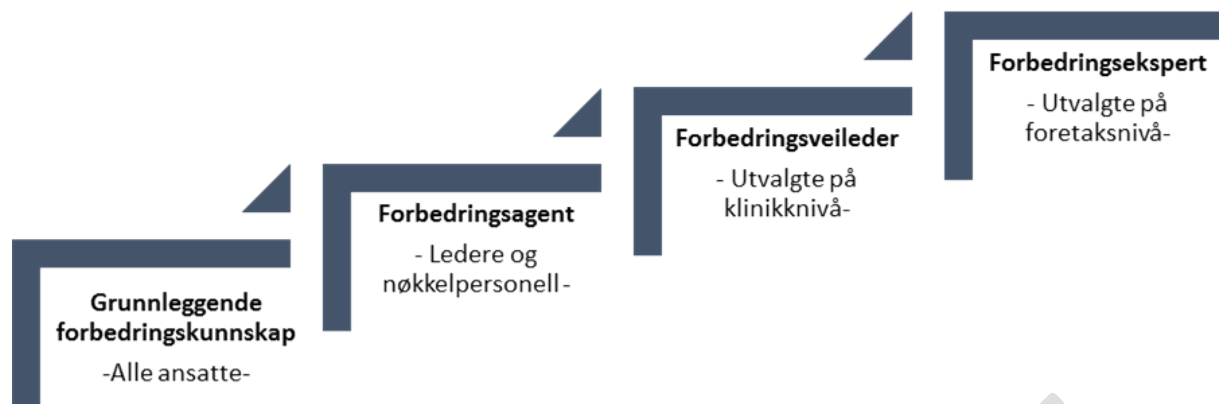 Grunnleggende
forbedringskunnskap
-Alle ansatte-
Forbedringsagent
- Ledere og
nøkkelpersonell-
Forbedringsveileder
- Utvalgte på
klinikknivå-
Forbedringsekspert
- Utvalgte på
foretaksnivå-